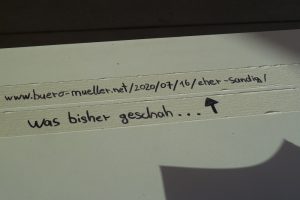 www.buero-mueller.net/2020/07/16/eher-sandig/
was bisher geschah...